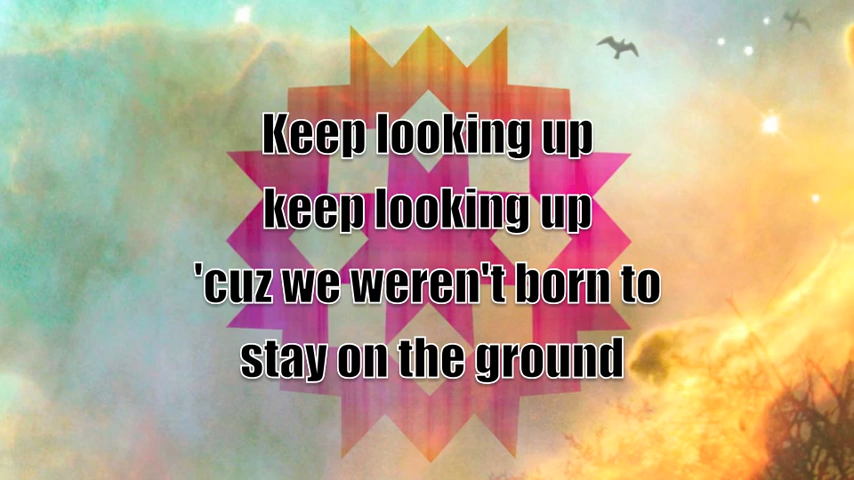 Keep looking up
keep looking up
'cuz we weren't born to
stay on the ground